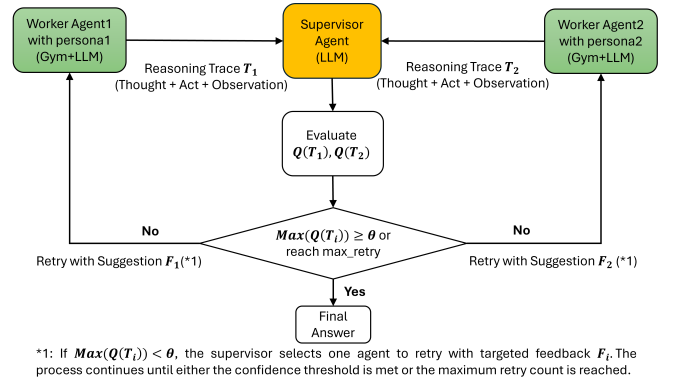 Worker Agent1
with persona1
(Gym+LLM)
Supervisor
Agent
(LLM)
Worker Agent2
with persona2
(Gym+LLM)
Reasoning Trace T₁
(Thought + Act + Observation)
Reasoning Trace T₂
(Thought + Act + Observation)
Evaluate
Q(T₁), Q(T₂)
Max(Q(Tᵢ)) ≥ θ or
reach max_retry
No
Retry with Suggestion F₁(*1)
No
Retry with Suggestion F₂ (*1)
Yes
Final
Answer
*1: If Max(Q(Tᵢ)) < θ, the supervisor selects one agent to retry with targeted feedback Fᵢ. The
process continues until either the confidence threshold is met or the maximum retry count is reached.